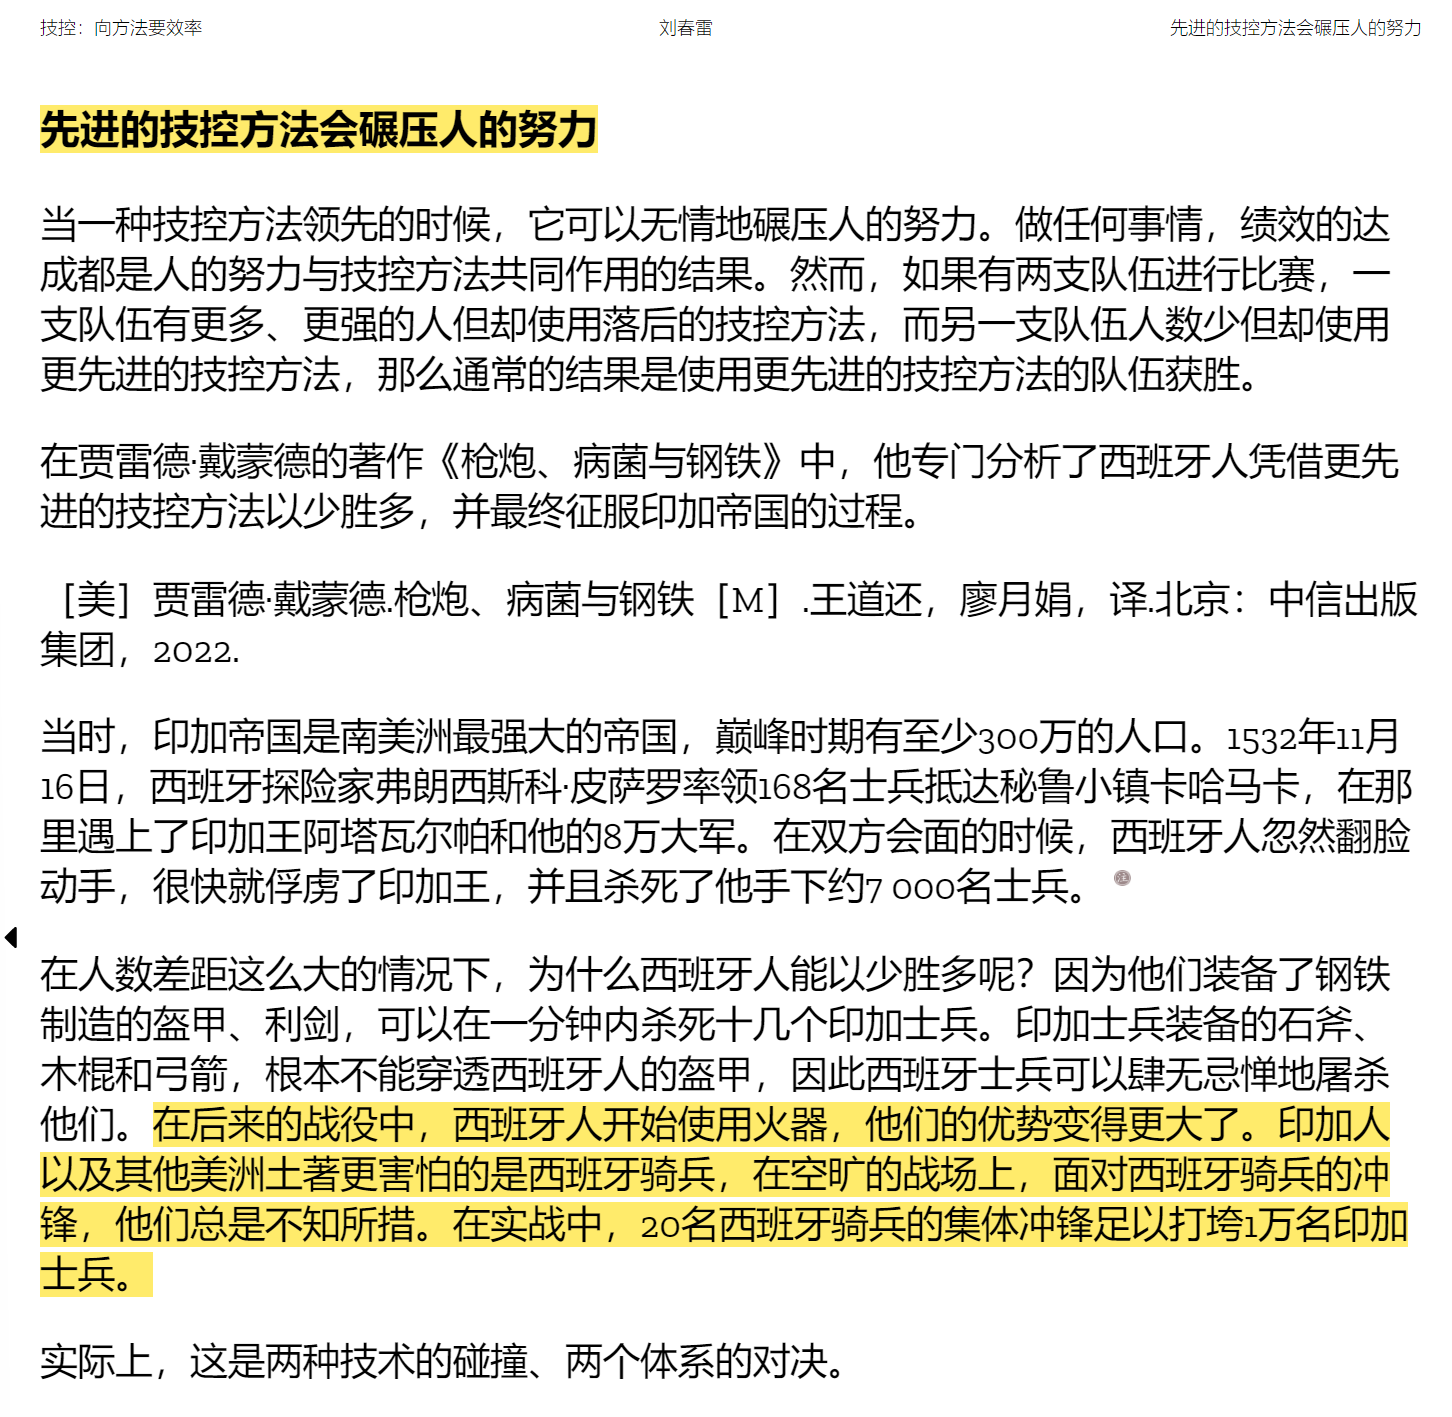 技控：向方法要效率
刘春雷
先进的技控方法会碾压人的努力
先进的技控方法会碾压人的努力
当一种技控方法领先的时候，它可以无情地碾压人的努力。做任何事情，绩效的达
成都是人的努力与技控方法共同作用的结果。然而，如果有两支队伍进行比赛，一
支队伍有更多、更强的人但却使用落后的技控方法，而另一支队伍人数少但却使用
更先进的技控方法，那么通常的结果是使用更先进的技控方法的队伍获胜。
在贾雷德·戴蒙德的著作《枪炮、病菌与钢铁》中，他专门分析了西班牙人凭借更先
进的技控方法以少胜多，并最终征服印加帝国的过程。
［美］贾雷德·戴蒙德.枪炮、病菌与钢铁［M］.王道还，廖月娟，译.北京：中信出版
集团，2022.
当时，印加帝国是南美洲最强大的帝国，巅峰时期有至少300万的人口。1532年11月
16日，西班牙探险家弗朗西斯科·皮萨罗率领168名士兵抵达秘鲁小镇卡哈马卡，在那
里遇上了印加王阿塔瓦尔帕和他的8万大军。在双方会面的时候，西班牙人忽然翻脸
动手，很快就俘虏了印加王，并且杀死了他手下约7 000名士兵。 注
在人数差距这么大的情况下，为什么西班牙人能以少胜多呢？因为他们装备了钢铁
制造的盔甲、利剑，可以在一分钟内杀死十几个印加士兵。印加士兵装备的石斧、
木棍和弓箭，根本不能穿透西班牙人的盔甲，因此西班牙士兵可以肆无忌惮地屠杀
他们。在后来的战役中，西班牙人开始使用火器，他们的优势变得更大了。印加人
以及其他美洲土著更害怕的是西班牙骑兵，在空旷的战场上，面对西班牙骑兵的冲
锋，他们总是不知所措。在实战中，20名西班牙骑兵的集体冲锋足以打垮1万名印加
士兵。
实际上，这是两种技术的碰撞、两个体系的对决。